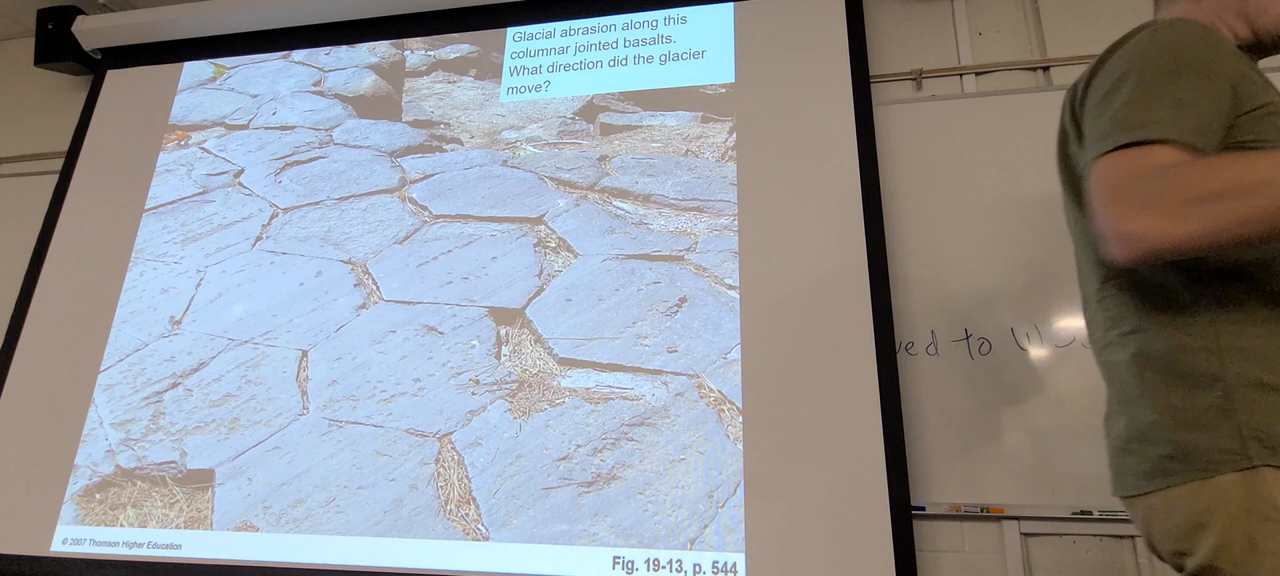 Glacial abrasion along this
columnar jointed basalts.
What direction did the glacier
move?
to
© 2007 Thomson Higher Education
Fig. 19-13, p. 544